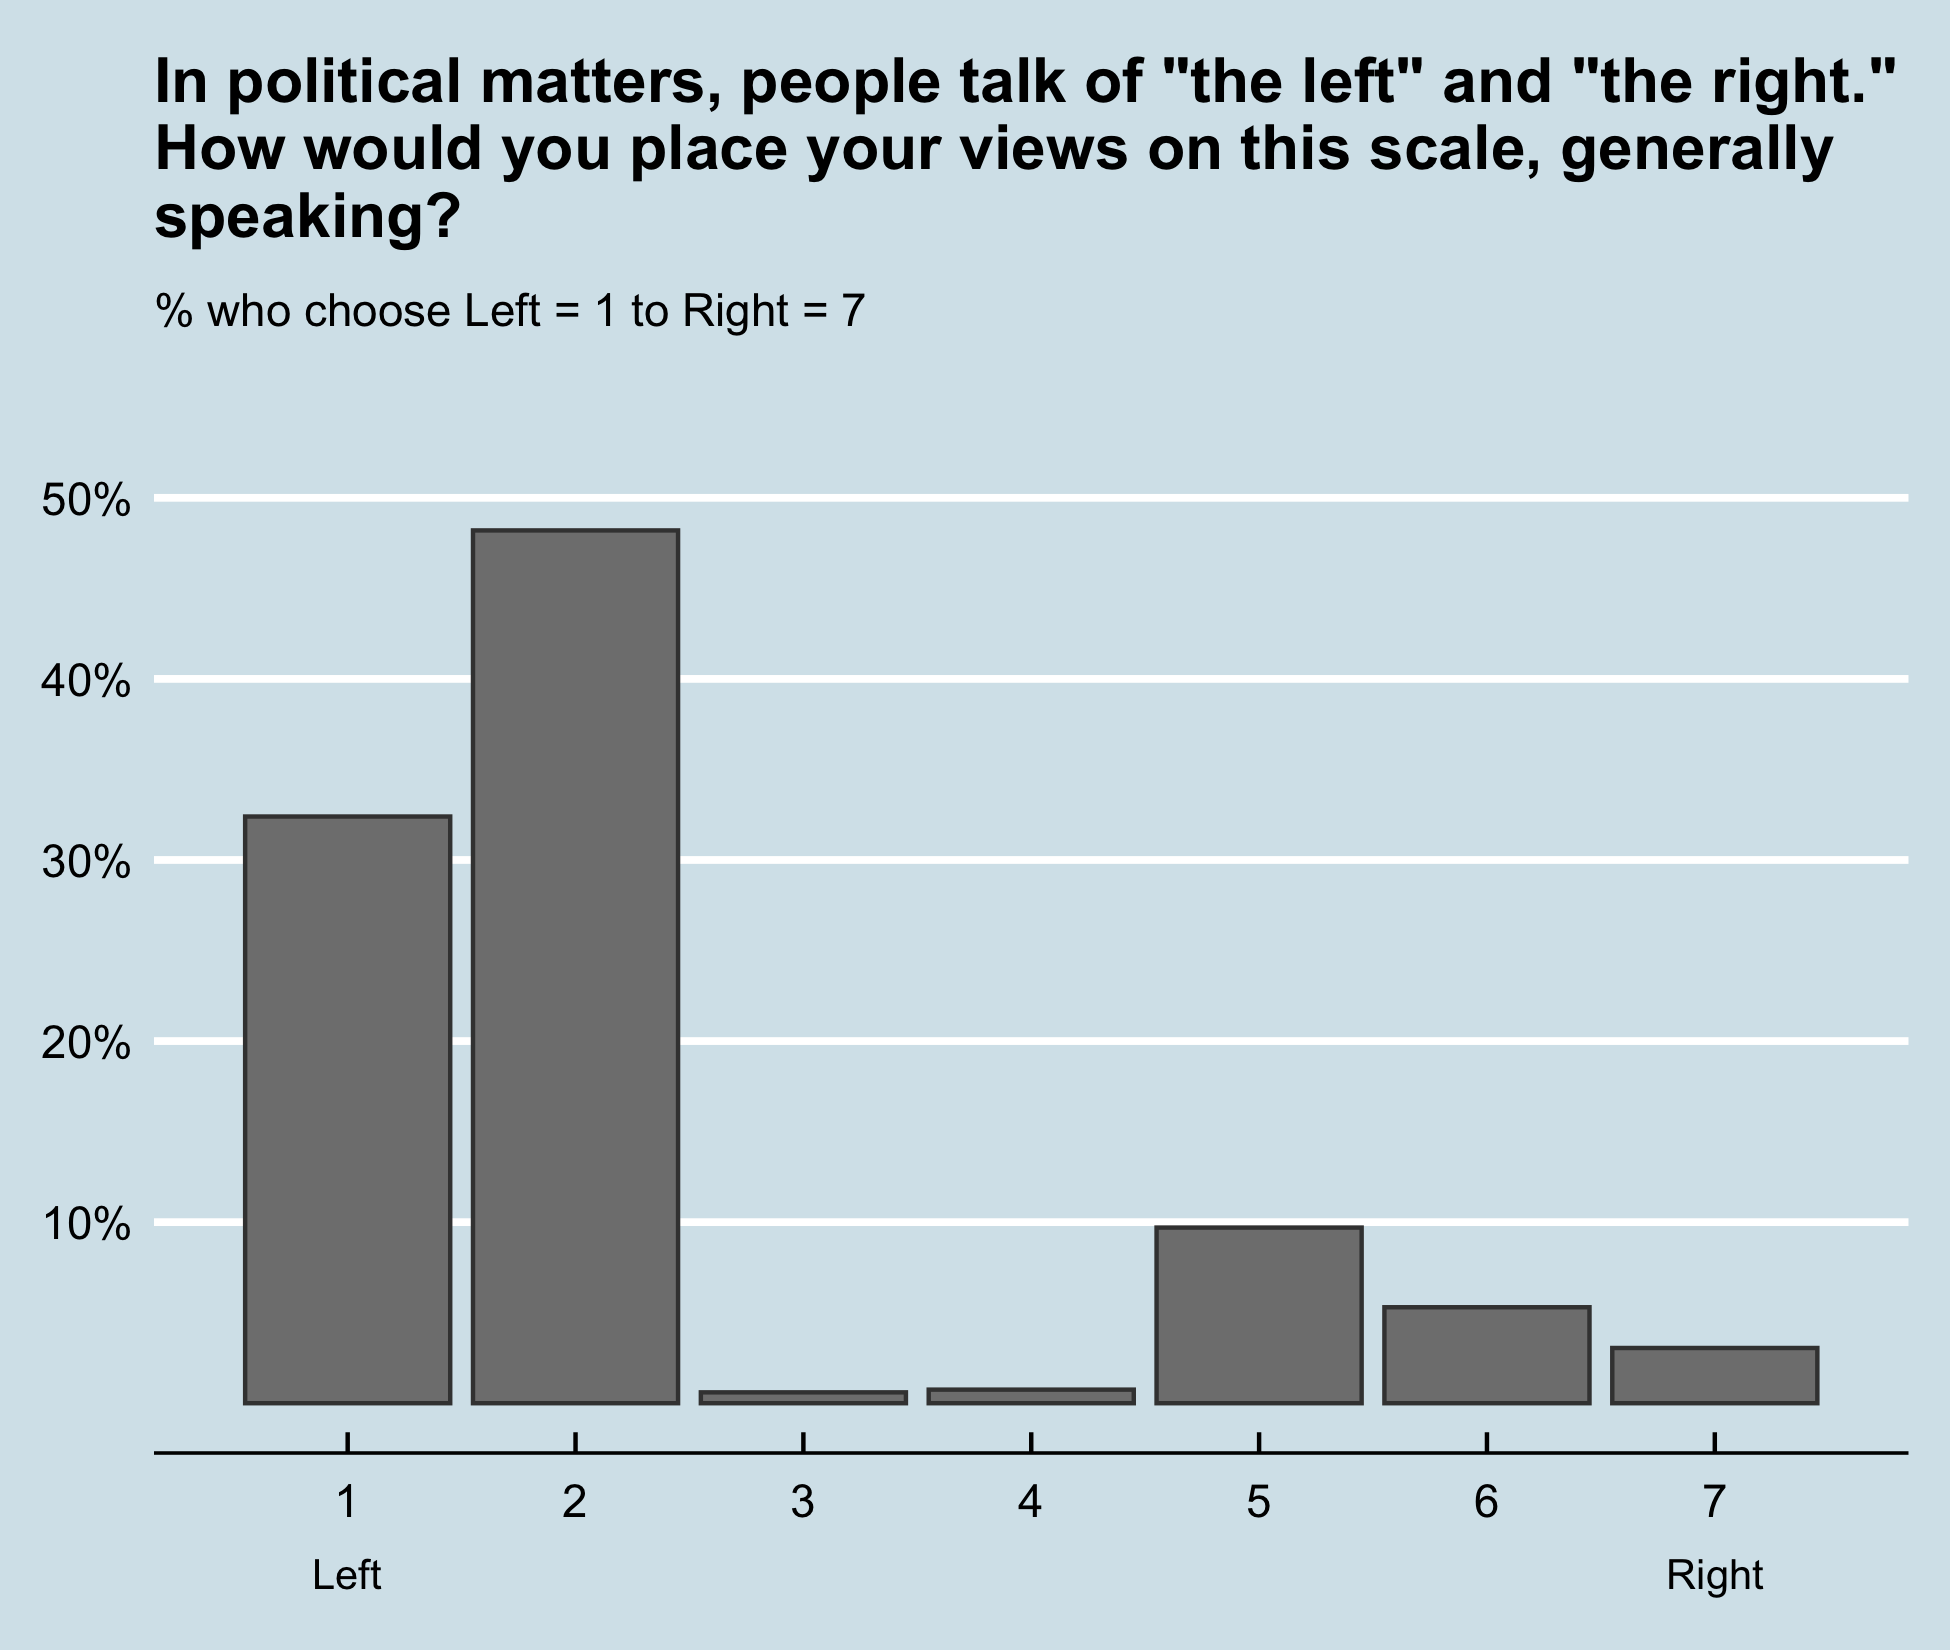 In political matters, people talk of "the left" and "the right."
How would you place your views on this scale, generally
speaking?
% who choose Left = 1 to Right = 7
50%
40%
30%
20%
10%
1 2 3 4 5 6 7
Left Right